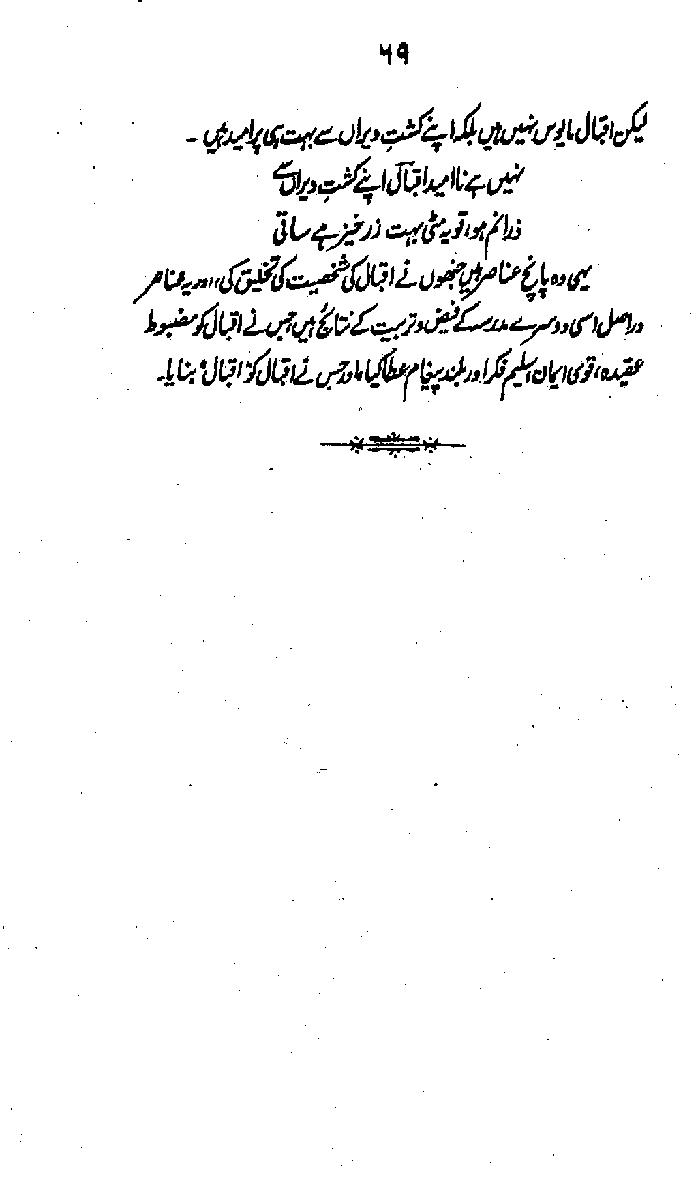 ۶۹
لیکن اقبال مایوس نہیں ہیں بلکہ اپنے کشتِ ویراں سے بہت ہی پر امید ہیں۔
نہیں ہے نا امید اقبال اپنے کشتِ ویراں سے
ذرا نم ہو، تو یہ مٹی بہت زرخیز ہے ساقی
یہی وہ پانچ عناصر ہیں جنھوں نے اقبال کی شخصیت کی تخلیق کی، اور یہ عناصر
دراصل اسی دوسرے مدرسہ کے فیض و تربیت کے نتائج ہیں جس نے اقبال کو مضبوط
عقیدہ، قوی ایمان، سلیم فکر اور بلند پیغام عطا کیا، اور جس نے اقبال کو 'اقبال' بنایا۔